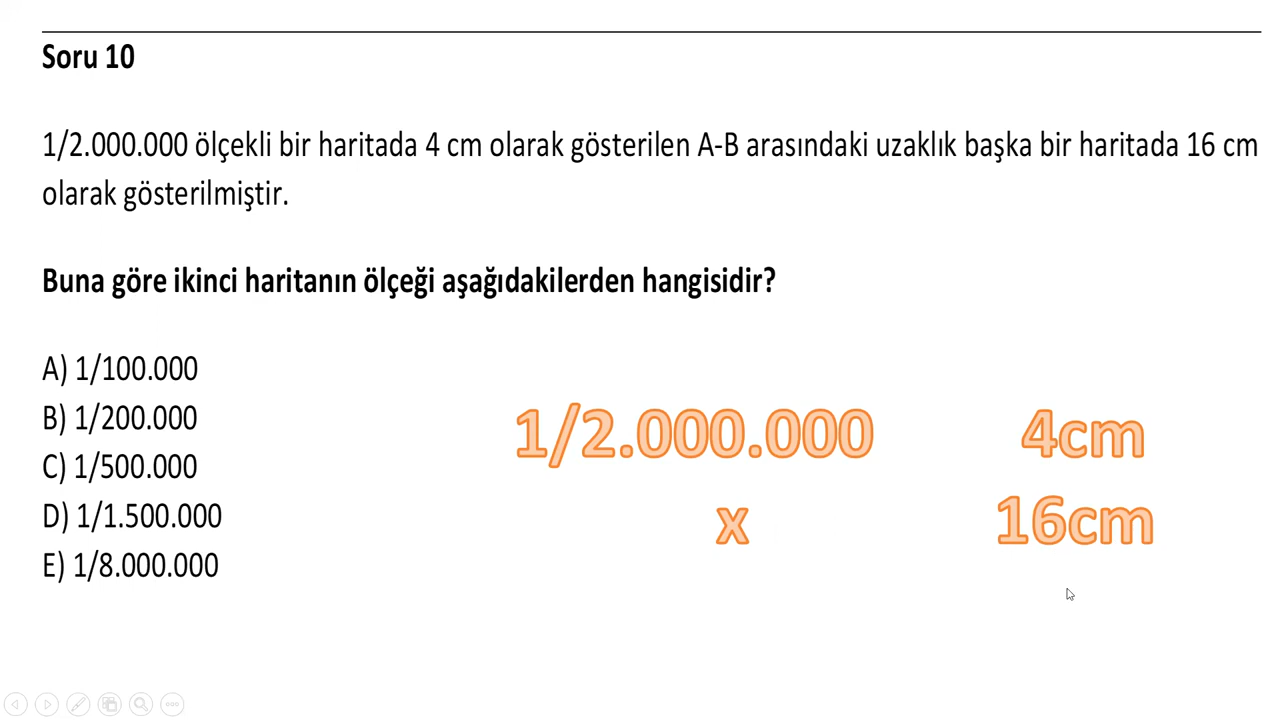 Soru 10
1/2.000.000 ölçekli bir haritada 4 cm olarak gösterilen A-B arasındaki uzaklık başka bir haritada 16 cm
olarak gösterilmiştir.
Buna göre ikinci haritanın ölçeği aşağıdakilerden hangisidir?
A) 1/100.000
B) 1/200.000
C) 1/500.000
D) 1/1.500.000
E) 1/8.000.000
1/2.000.000 4cm
x 16cm